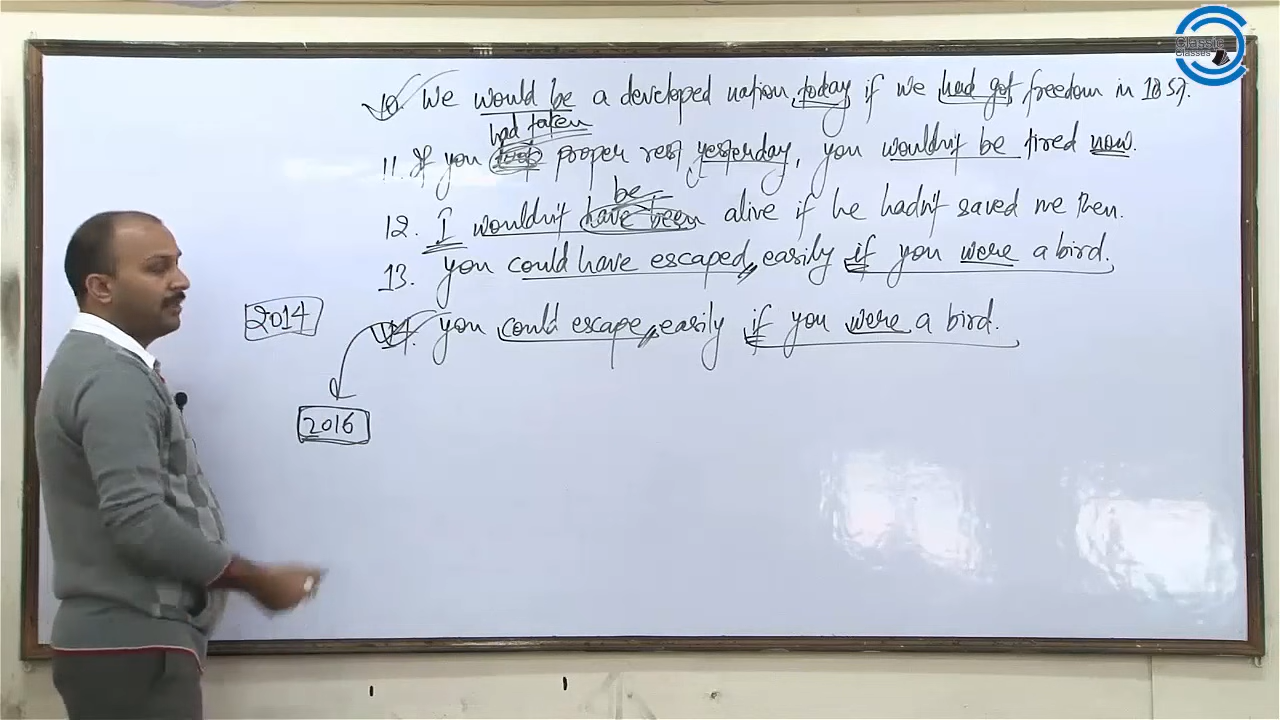 Classic
Classes
10. We would be a developed nation, today if we had got freedom in 1857.
had taken
11. If you took proper rest yesterday, you wouldn't be tired now.
be
12. I wouldn't have been alive if he hadn't saved me then.
13. you could have escaped, easily if you were a bird.
2014
14. you could escape, easily if you were a bird.
2016